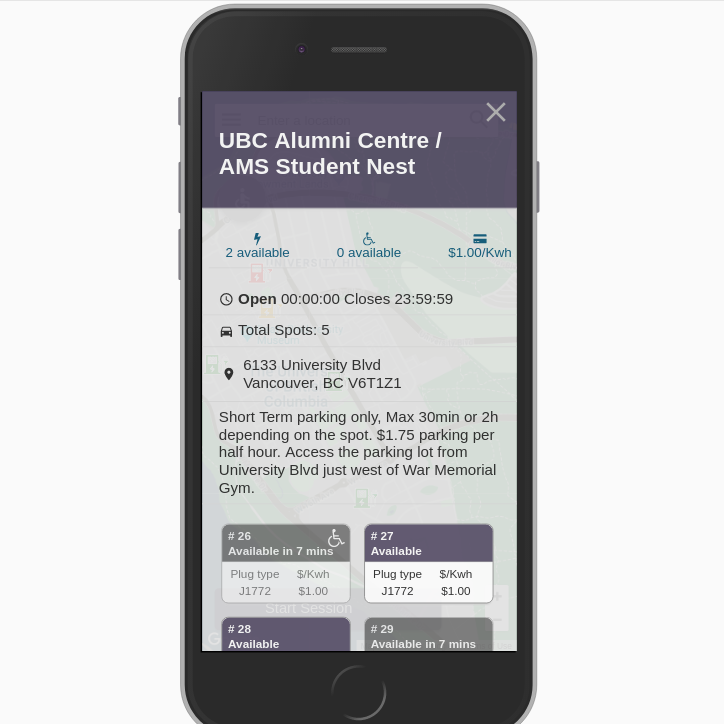 UBC Alumni Centre /
AMS Student Nest
2 available
0 available
$1.00/Kwh
Open 00:00:00 Closes 23:59:59
Total Spots: 5
6133 University Blvd
Vancouver, BC V6T1Z1
Columbia
Short Term parking only, Max 30min or 2h
depending on the spot. $1.75 parking per
half hour. Access the parking lot from
University Blvd just west of War Memorial
Gym.
# 26
Available in 7 mins
Plug type $/Kwh
J1772 $1.00
# 27
Available
Plug type $/Kwh
J1772 $1.00
Start Session
# 28
Available
# 29
Available in 7 mins